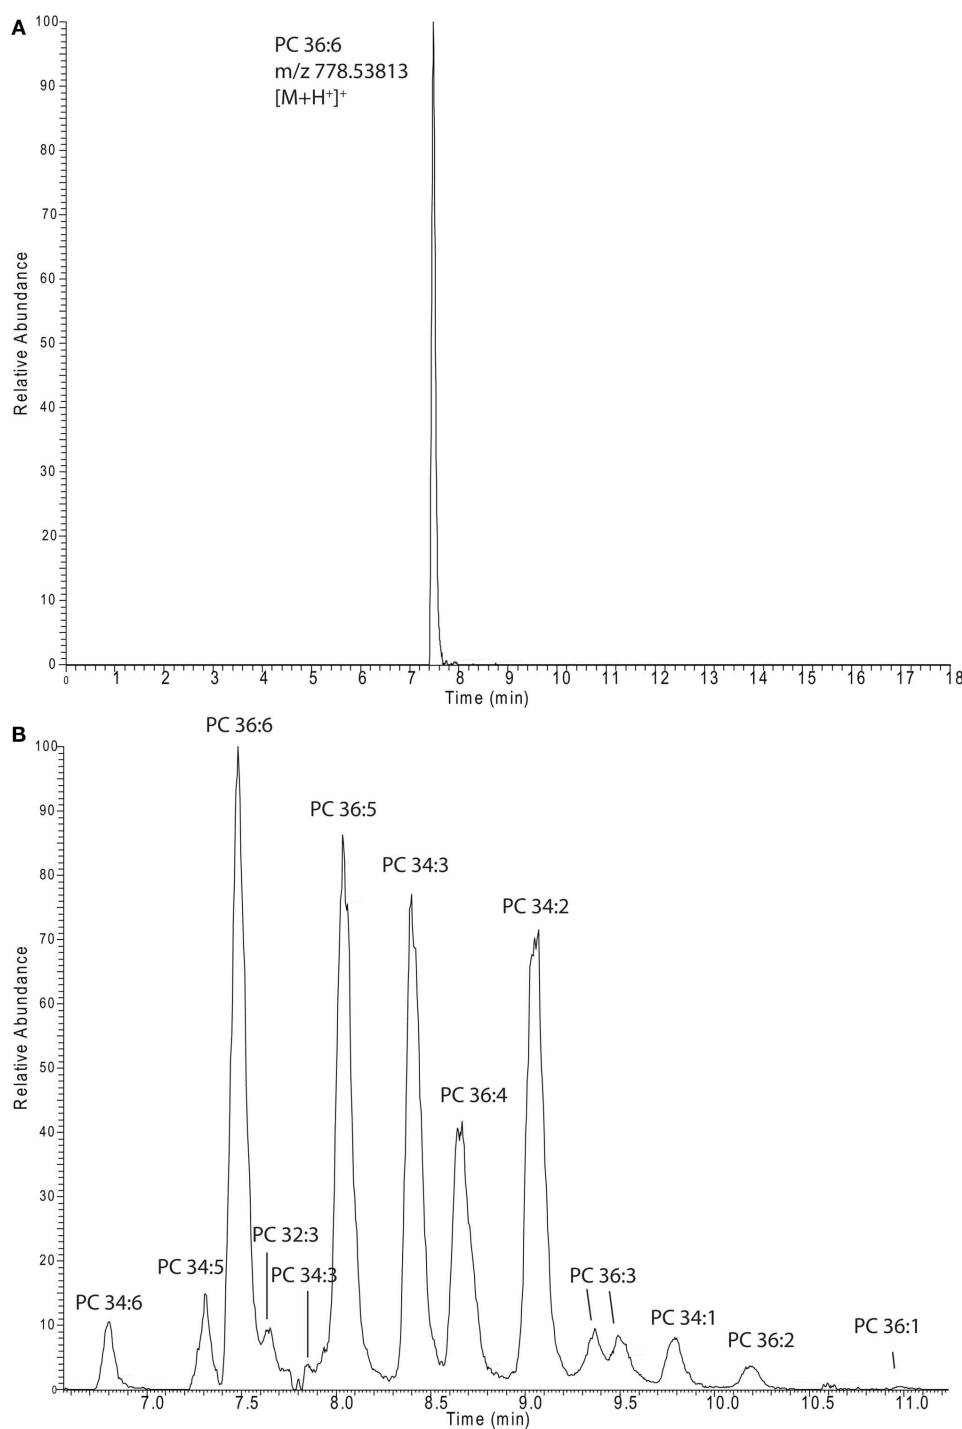 A
PC 36:6
m/z 778.53813
[M+H⁺]⁺
Relative Abundance
100
90
80
70
60
50
40
30
20
10
0
0 1 2 3 4 5 6 7 8 9 10 11 12 13 14 15 16 17 18
Time (min)
B
PC 36:6
PC 36:5
PC 34:3
PC 34:2
PC 36:4
PC 32:3
PC 34:5
PC 34:3
PC 36:3
PC 34:6
PC 34:1
PC 36:1
PC 36:2
Relative Abundance
100
90
80
70
60
50
40
30
20
10
0
7.0 7.5 8.0 8.5 9.0 9.5 10.0 10.5 11.0
Time (min)